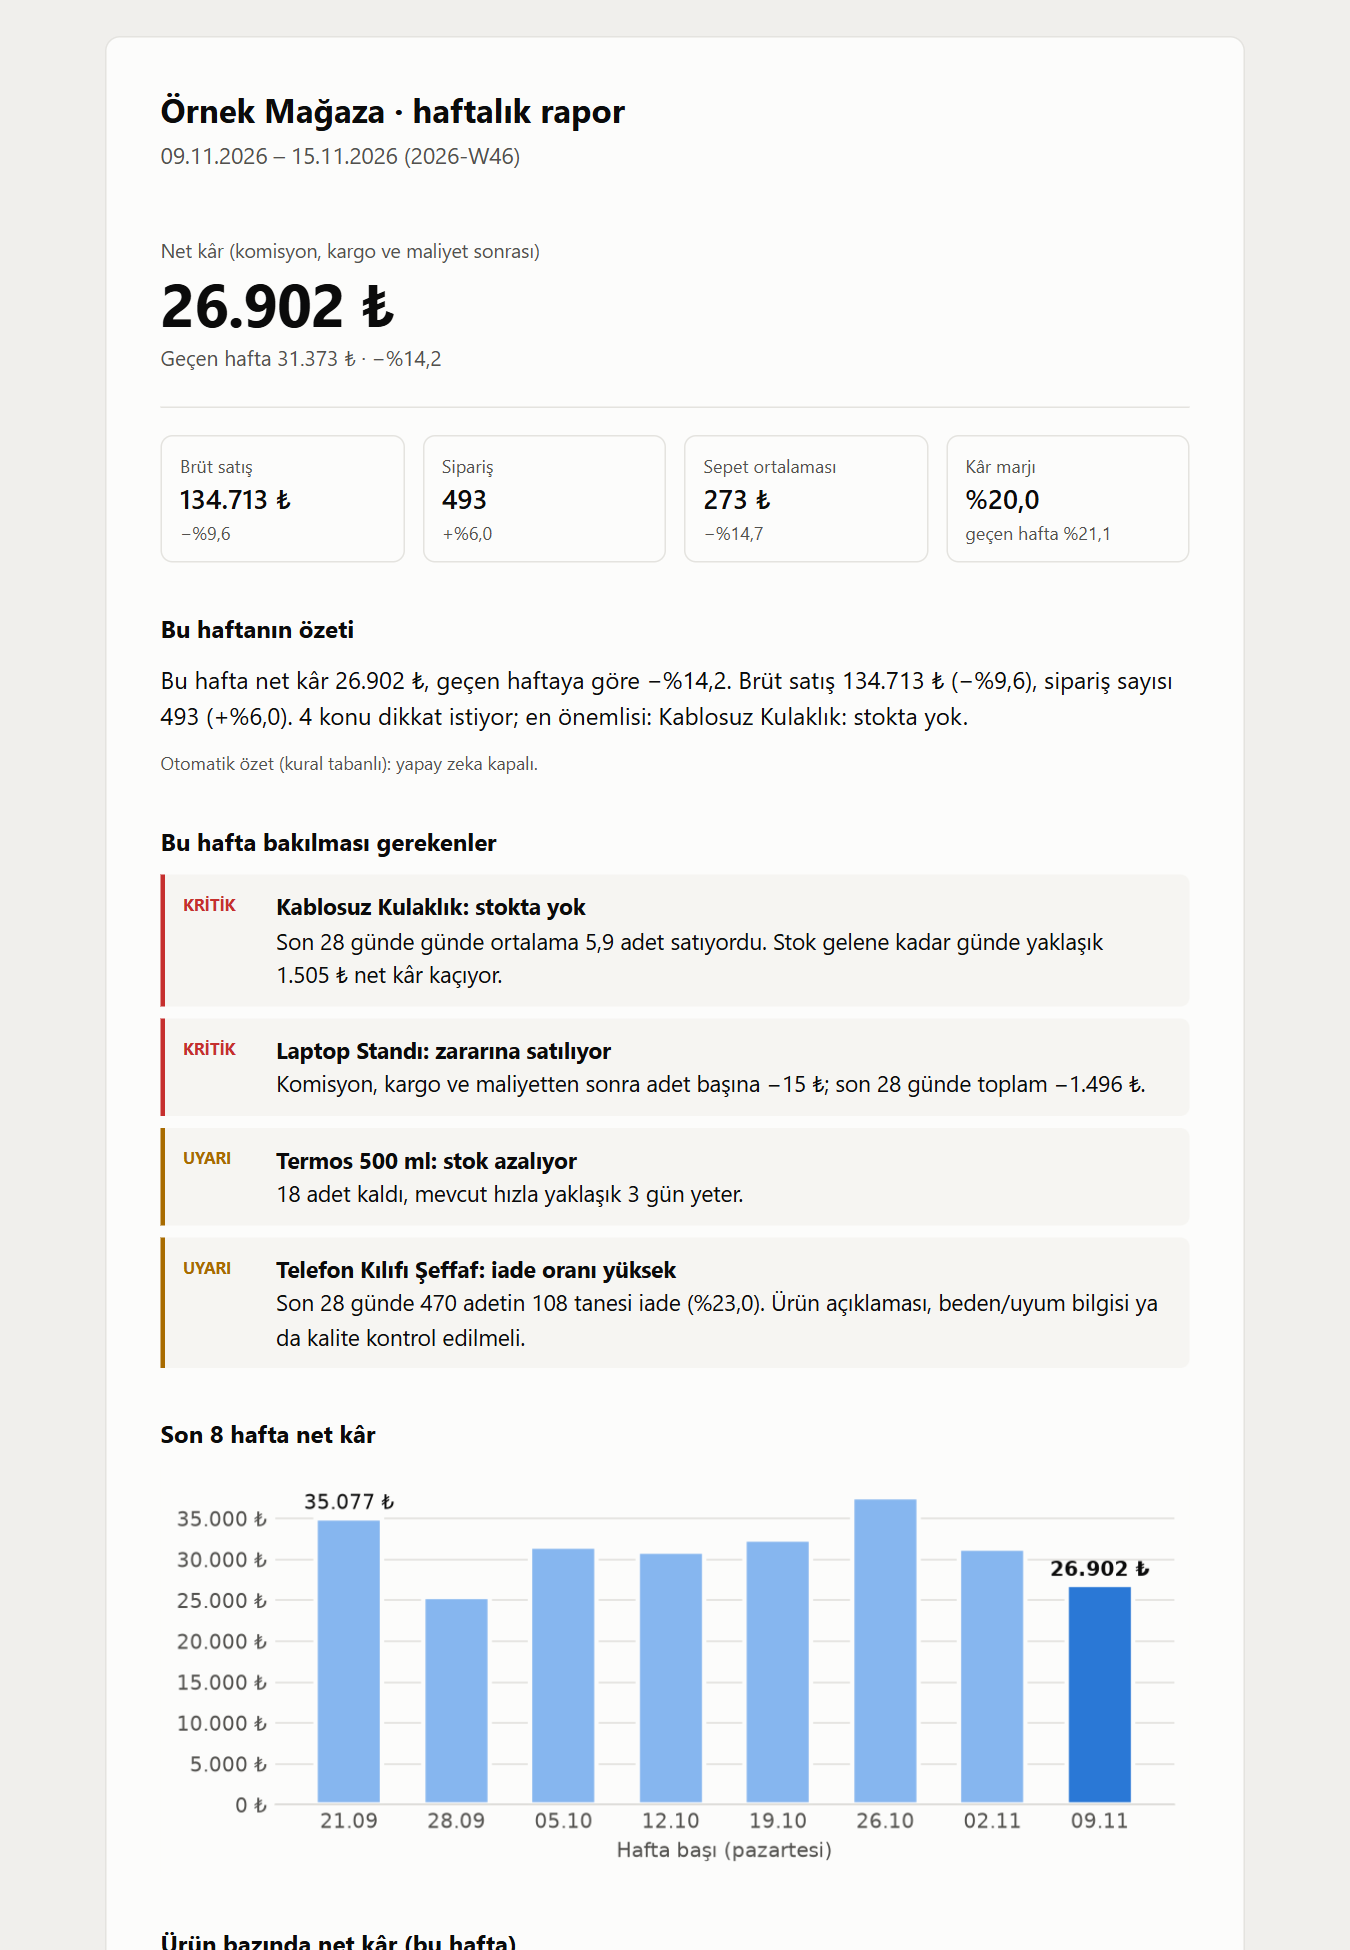 Örnek Mağaza · haftalık rapor
09.11.2026 – 15.11.2026 (2026-W46)
Net kâr (komisyon, kargo ve maliyet sonrası)
26.902 ₺
Geçen hafta 31.373 ₺ · −%14,2
Brüt satış
134.713 ₺
−%9,6
Sipariş
493
+%6,0
Sepet ortalaması
273 ₺
−%14,7
Kâr marjı
%20,0
geçen hafta %21,1
Bu haftanın özeti
Bu hafta net kâr 26.902 ₺, geçen haftaya göre −%14,2. Brüt satış 134.713 ₺ (−%9,6), sipariş sayısı
493 (+%6,0). 4 konu dikkat istiyor; en önemlisi: Kablosuz Kulaklık: stokta yok.
Otomatik özet (kural tabanlı): yapay zeka kapalı.
Bu hafta bakılması gerekenler
KRİTİK
Kablosuz Kulaklık: stokta yok
Son 28 günde günde ortalama 5,9 adet satıyordu. Stok gelene kadar günde yaklaşık
1.505 ₺ net kâr kaçıyor.
KRİTİK
Laptop Standı: zararına satılıyor
Komisyon, kargo ve maliyetten sonra adet başına −15 ₺; son 28 günde toplam −1.496 ₺.
UYARI
Termos 500 ml: stok azalıyor
18 adet kaldı, mevcut hızla yaklaşık 3 gün yeter.
UYARI
Telefon Kılıfı Şeffaf: iade oranı yüksek
Son 28 günde 470 adetin 108 tanesi iade (%23,0). Ürün açıklaması, beden/uyum bilgisi ya
da kalite kontrol edilmeli.
Son 8 hafta net kâr
35.077 ₺
26.902 ₺
35.000 ₺
30.000 ₺
25.000 ₺
20.000 ₺
15.000 ₺
10.000 ₺
5.000 ₺
0 ₺
21.09 28.09 05.10 12.10 19.10 26.10 02.11 09.11
Hafta başı (pazartesi)
Ürün bazında net kâr (bu hafta)